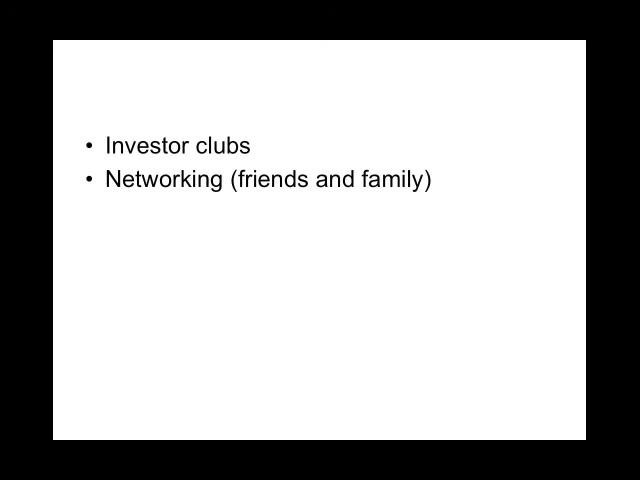 • Investor clubs
• Networking (friends and family)